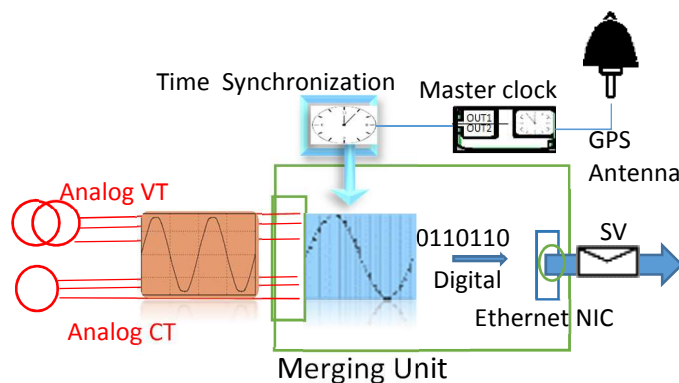 Time Synchronization
Master clock
OUT1
OUT2
GPS
Antenna
Analog VT
0110110
Digital
SV
Ethernet NIC
Analog CT
Merging Unit